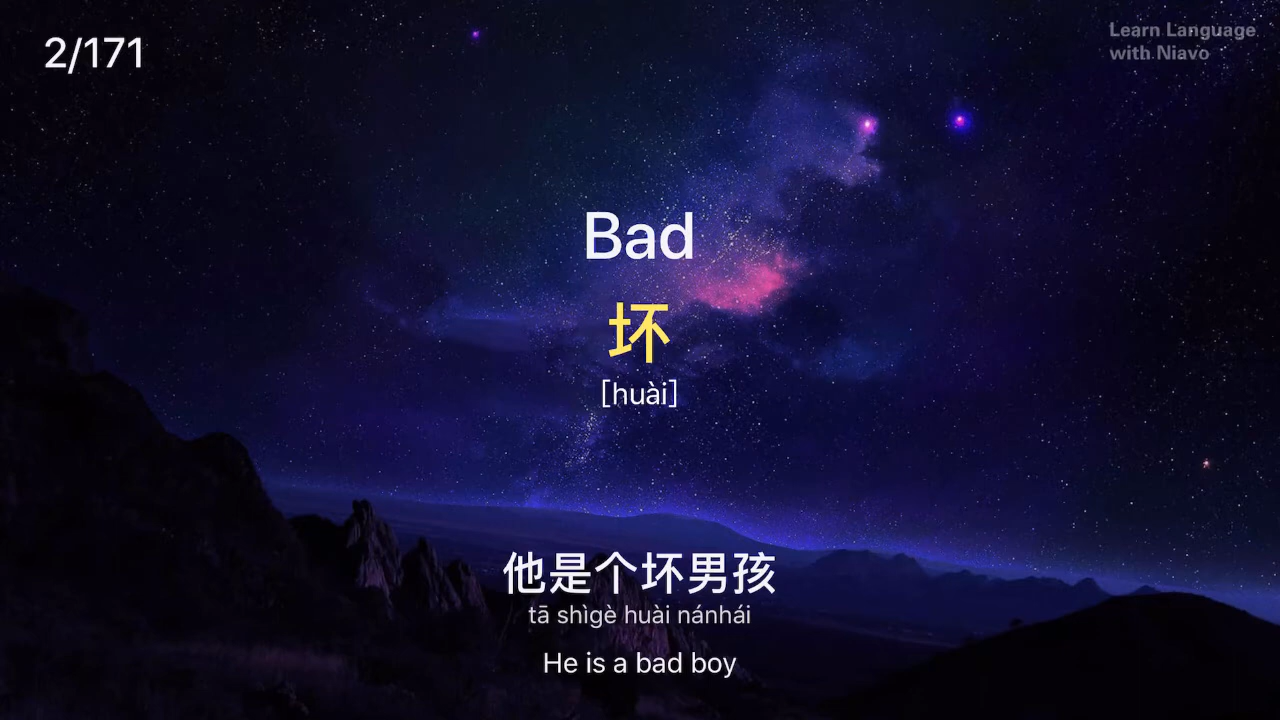 2/171
Learn Language
with Niavo
Bad
坏
[huài]
他是个坏男孩
tā shìgè huài nánhái
He is a bad boy